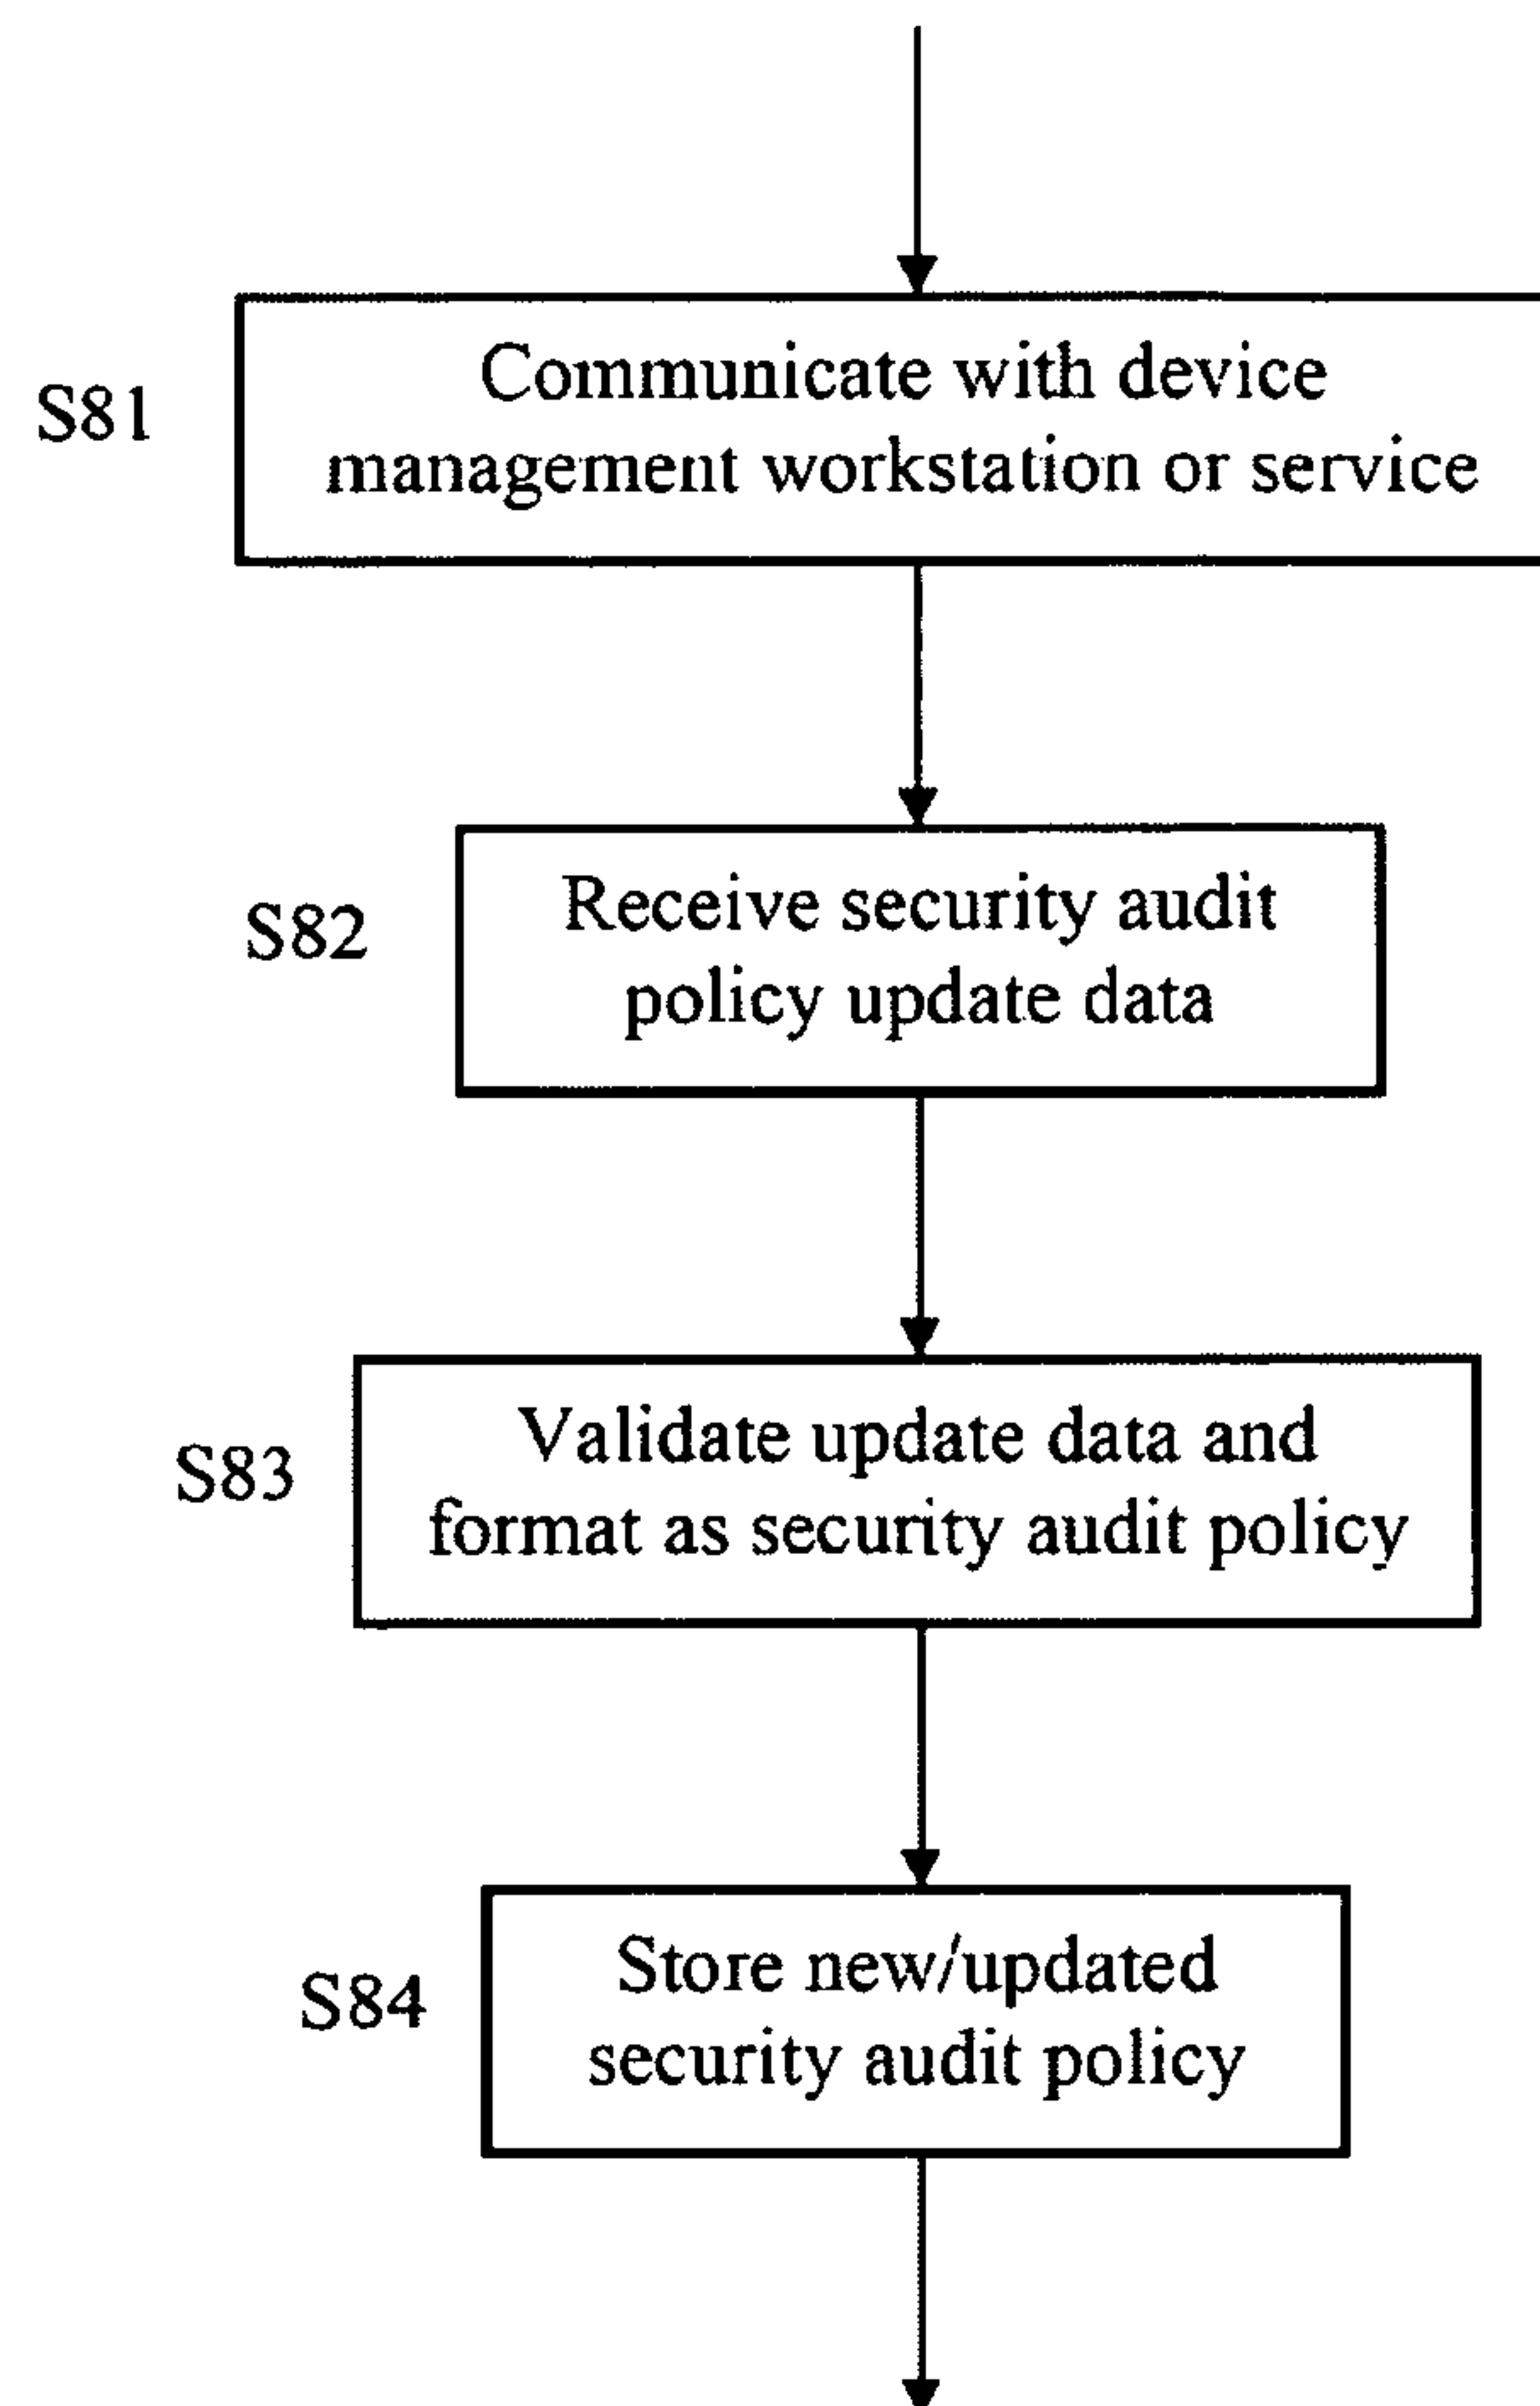 S81
Communicate with device
management workstation or service
S82
Receive security audit
policy update data
S83
Validate update data and
format as security audit policy
S84
Store new/updated
security audit policy